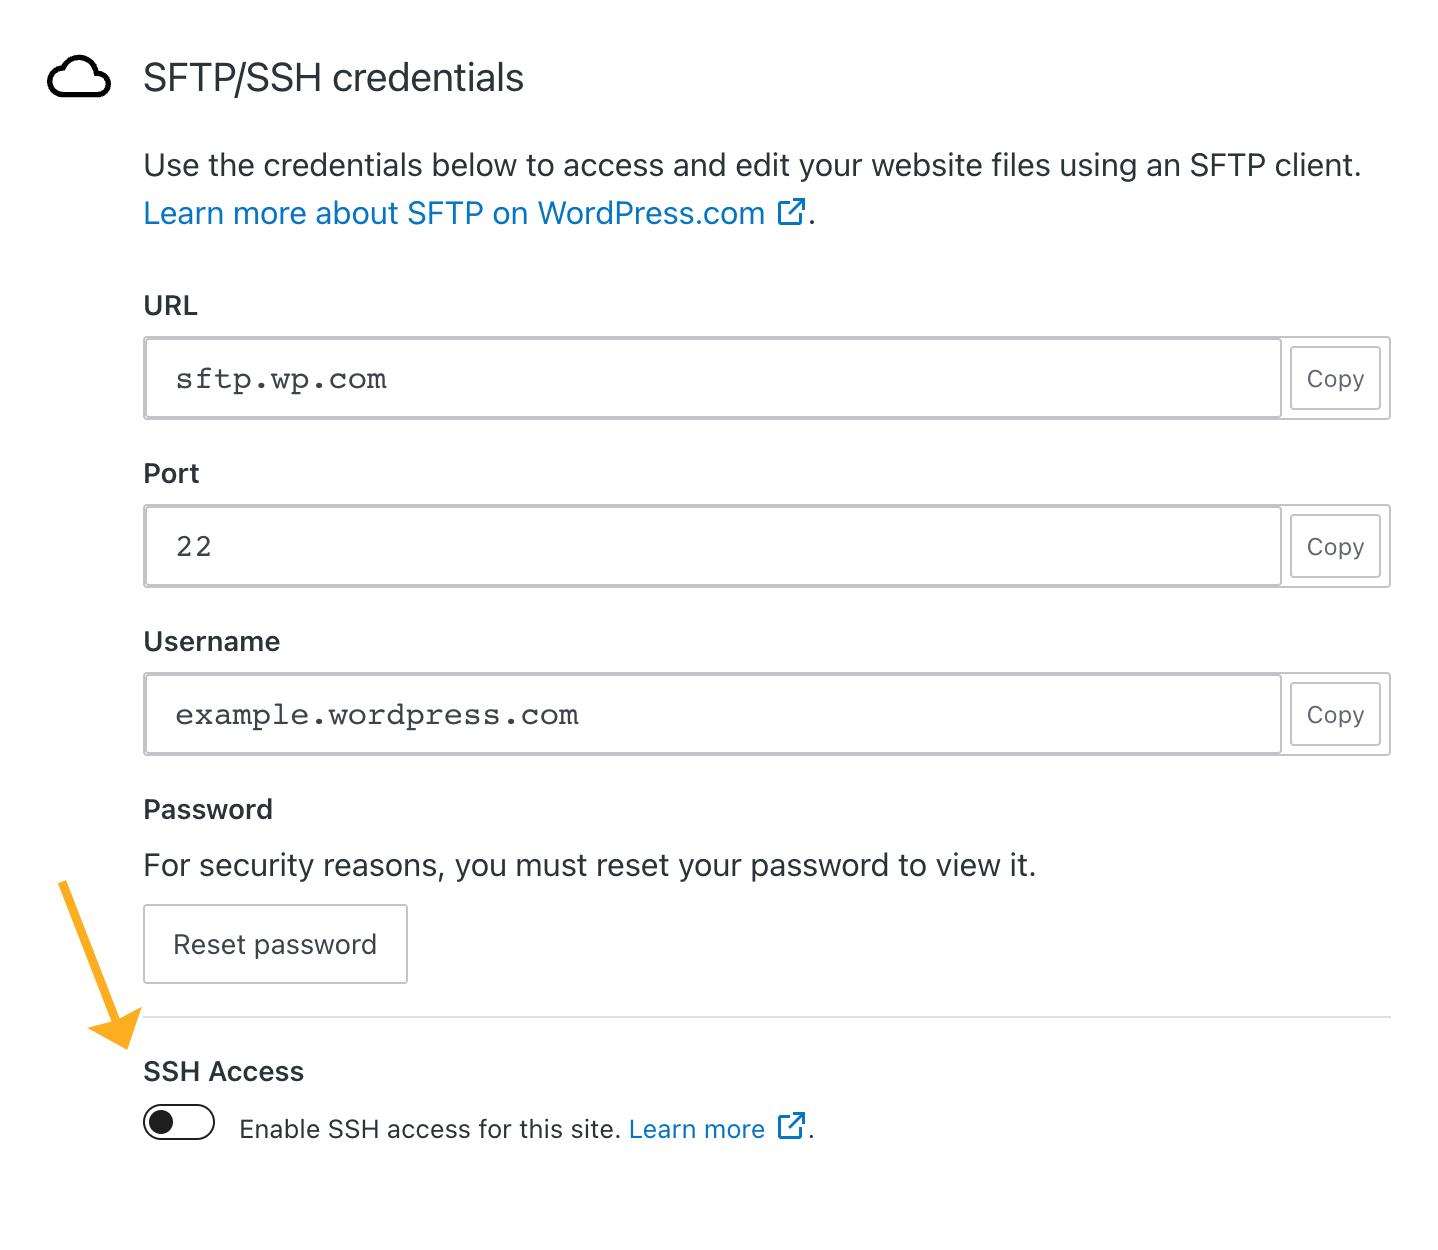 SFTP/SSH credentials
Use the credentials below to access and edit your website files using an SFTP client.
Learn more about SFTP on WordPress.com.
URL
sftp.wp.com
Copy
Port
22
Copy
Username
example.wordpress.com
Copy
Password
For security reasons, you must reset your password to view it.
Reset password
SSH Access
Enable SSH access for this site. Learn more.